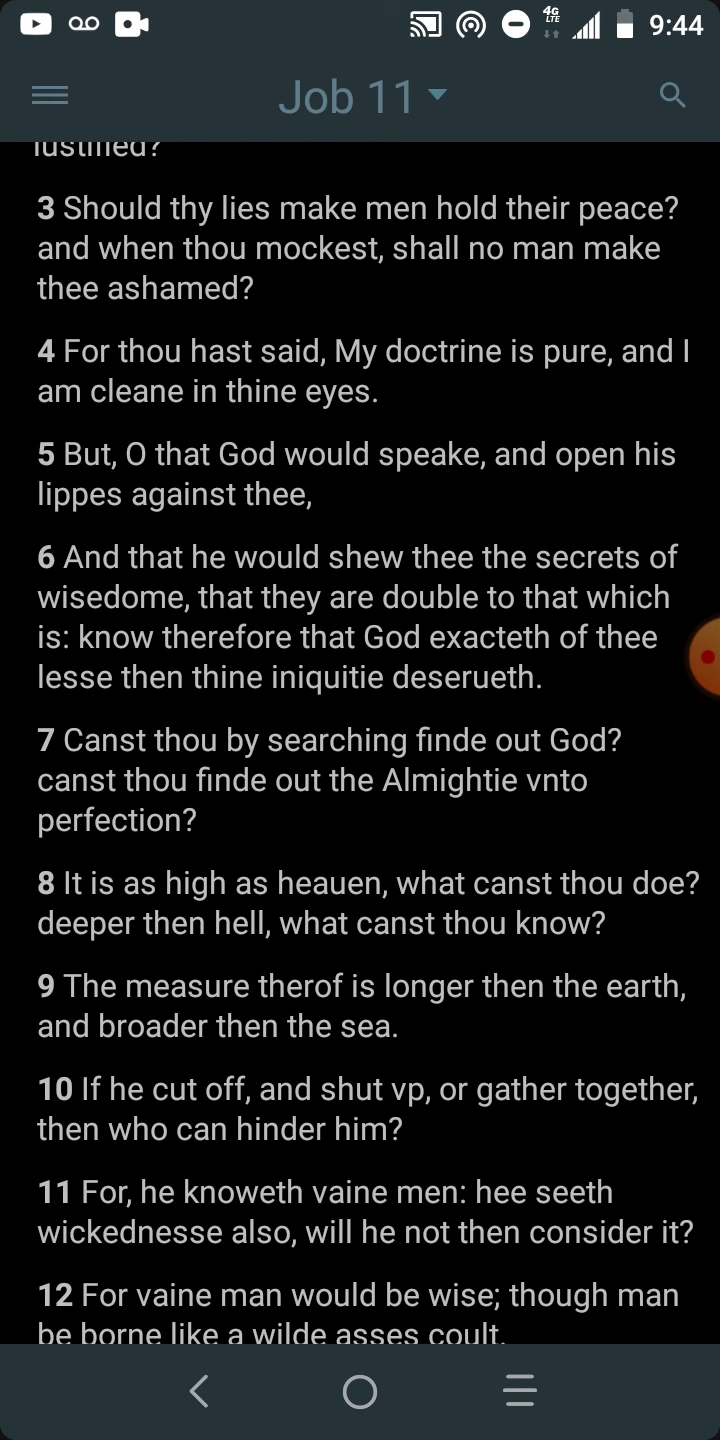 4G
LTE
9:44
Job 11
iustified?
3 Should thy lies make men hold their peace?
and when thou mockest, shall no man make
thee ashamed?
4 For thou hast said, My doctrine is pure, and I
am cleane in thine eyes.
5 But, O that God would speake, and open his
lippes against thee,
6 And that he would shew thee the secrets of
wisedome, that they are double to that which
is: know therefore that God exacteth of thee
lesse then thine iniquitie deserueth.
7 Canst thou by searching finde out God?
canst thou finde out the Almightie vnto
perfection?
8 It is as high as heauen, what canst thou doe?
deeper then hell, what canst thou know?
9 The measure therof is longer then the earth,
and broader then the sea.
10 If he cut off, and shut vp, or gather together,
then who can hinder him?
11 For, he knoweth vaine men: hee seeth
wickednesse also, will he not then consider it?
12 For vaine man would be wise; though man
be borne like a wilde asses coult.